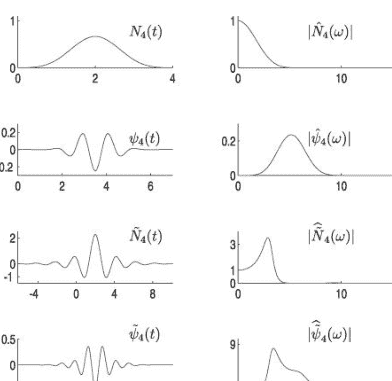 1 N₄(t) 1 |N̂₄(ω)|
0 0
0 2 4 0 10
0.2 ψ₄(t) 0.2 |ψ̂₄(ω)|
0
0.2 0
0 2 4 6 0 10
2 Ñ₄(t) 3 |Ñ̂₄(ω)|
0 1
-1 0
-4 0 4 8 0 10
0.5 ψ̃₄(t) 9 |ψ̃̂₄(ω)|
0